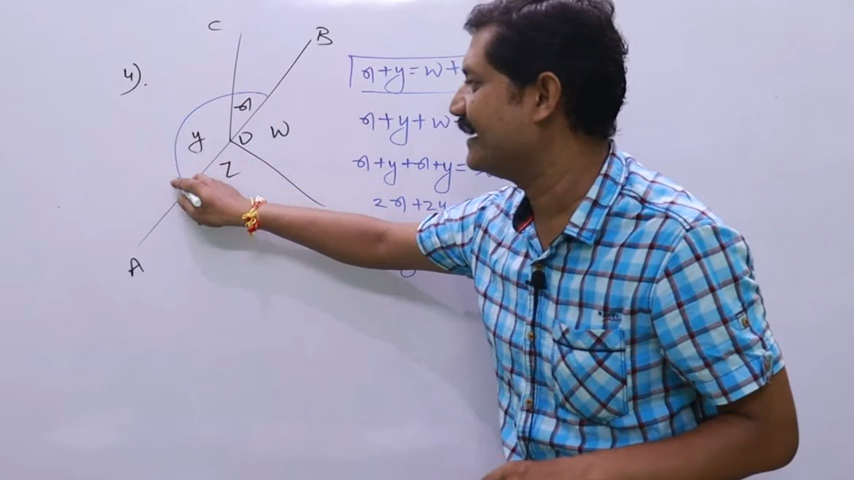 4).
C
B
x
y
O
W
Z
A
x+y=w+
x+y+w
x+y+x+y=
2x+2y